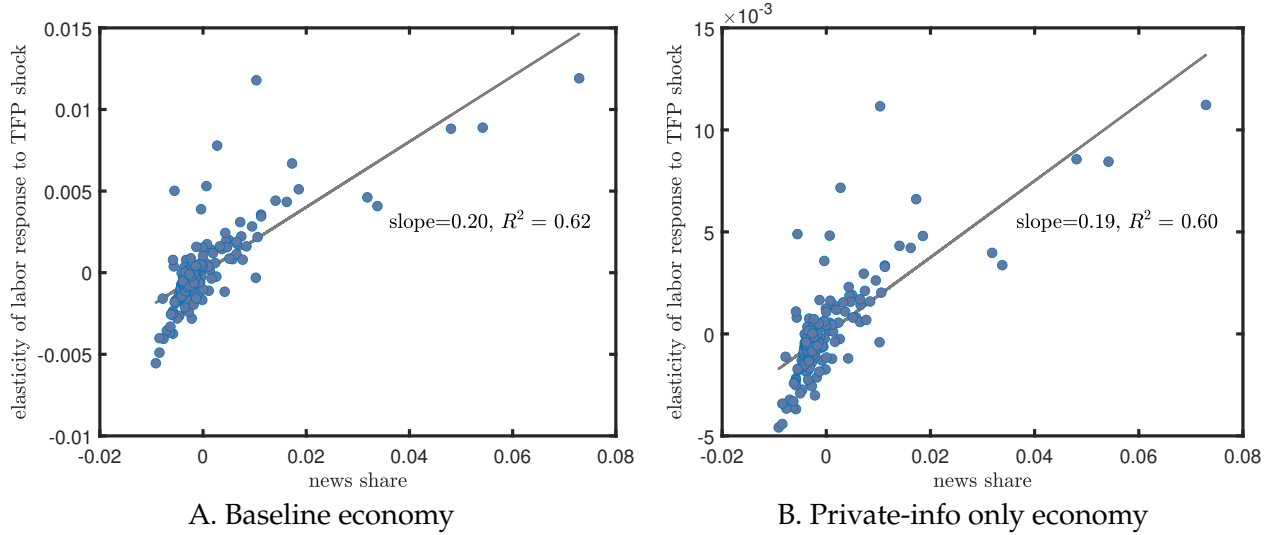 0.015
0.01
0.005
0
-0.005
-0.01
elasticity of labor response to TFP shock
slope=0.20, R² = 0.62
-0.02 0 0.02 0.04 0.06 0.08
news share
A. Baseline economy
×10⁻³
15
10
5
0
-5
elasticity of labor response to TFP shock
slope=0.19, R² = 0.60
-0.02 0 0.02 0.04 0.06 0.08
news share
B. Private-info only economy